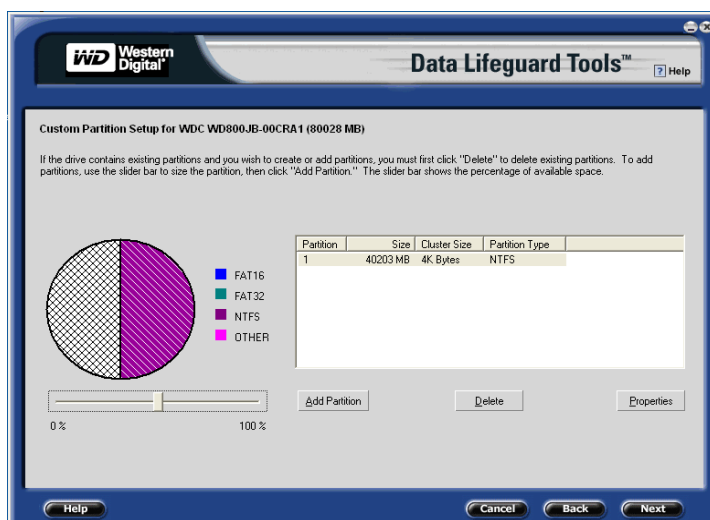 WD Western Digital®
Data Lifeguard Tools™
? Help
Custom Partition Setup for WDC WD800JB-00CRA1 (80028 MB)
If the drive contains existing partitions and you wish to create or add partitions, you must first click "Delete" to delete existing partitions. To add
partitions, use the slider bar to size the partition, then click "Add Partition." The slider bar shows the percentage of available space.
Partition Size Cluster Size Partition Type
1 40203 MB 4K Bytes NTFS
FAT16
FAT32
NTFS
OTHER
Add Partition Delete Properties
0 % 100 %
Help Cancel Back Next